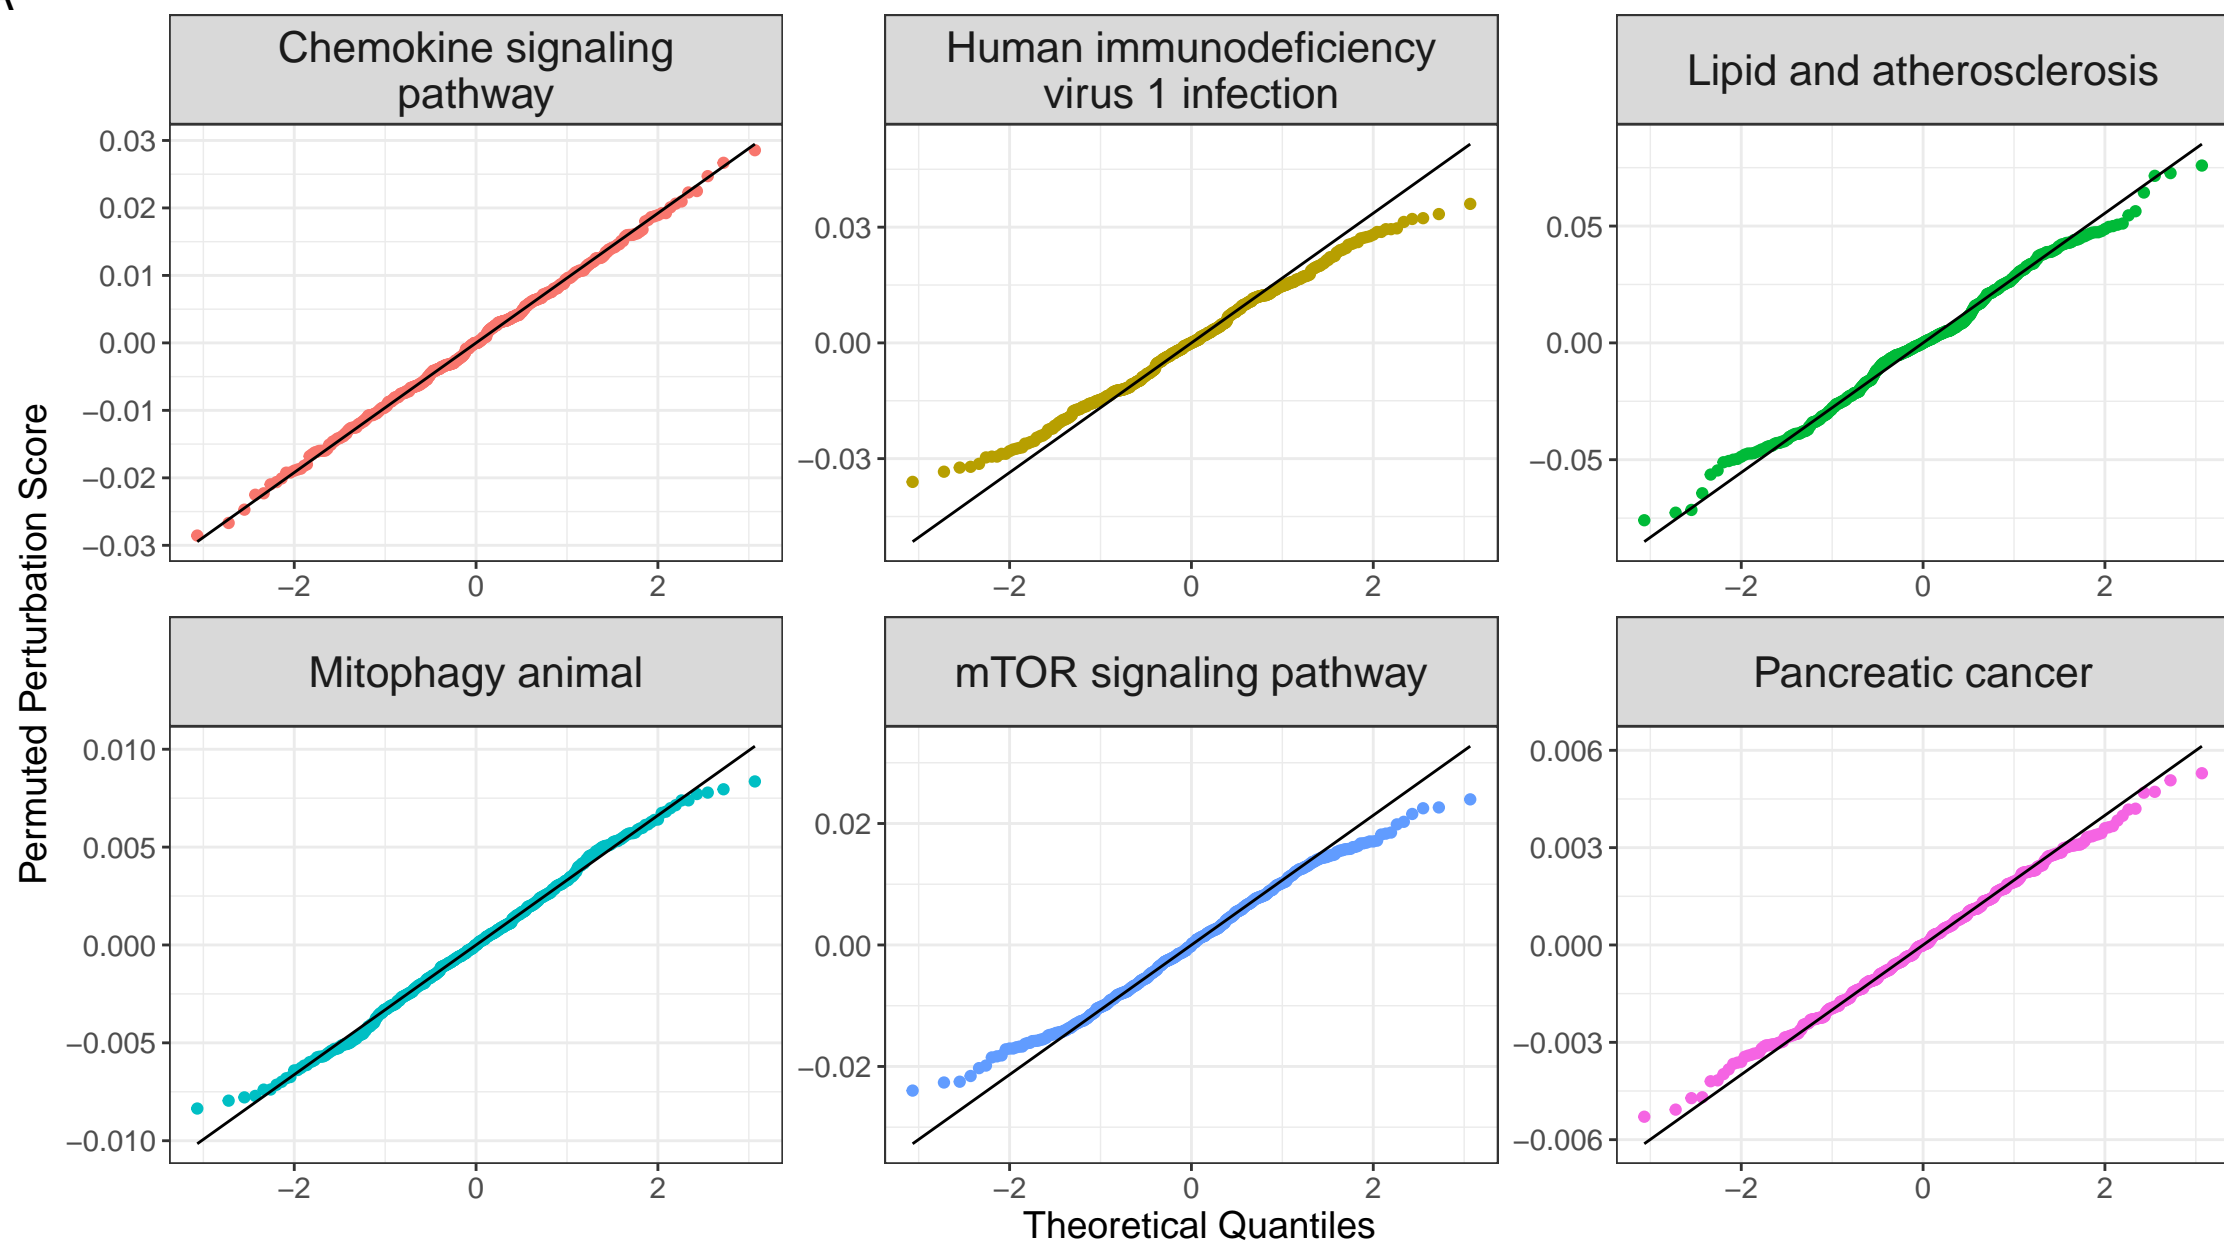 Chemokine signaling
pathway
Human immunodeficiency
virus 1 infection
Lipid and atherosclerosis
0.03
0.02
0.01
0.00
−0.01
−0.02
−0.03
−2 0 2
0.03
0.00
−0.03
−2 0 2
0.05
0.00
−0.05
−2 0 2
Permuted Perturbation Score
Mitophagy animal
mTOR signaling pathway
Pancreatic cancer
0.010
0.005
0.000
−0.005
−0.010
−2 0 2
0.02
0.00
−0.02
−2 0 2
0.006
0.003
0.000
−0.003
−0.006
−2 0 2
Theoretical Quantiles